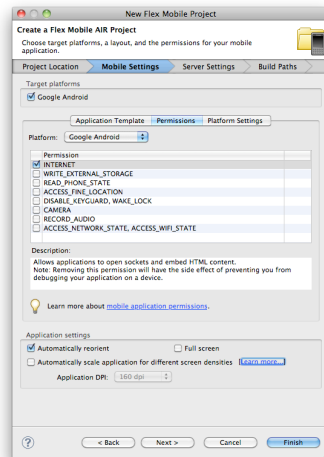 New Flex Mobile Project
Create a Flex Mobile AIR Project
Choose target platforms, a layout, and the permissions for your mobile
application.
Project Location
Mobile Settings
Server Settings
Build Paths
Target platforms
Google Android
Application Template
Permissions
Platform Settings
Platform: Google Android
Permission
INTERNET
WRITE_EXTERNAL_STORAGE
READ_PHONE_STATE
ACCESS_FINE_LOCATION
DISABLE_KEYGUARD, WAKE_LOCK
CAMERA
RECORD_AUDIO
ACCESS_NETWORK_STATE, ACCESS_WIFI_STATE
Description:
Allows applications to open sockets and embed HTML content.
Note: Removing this permission will have the side effect of preventing you from
debugging your application on a device.
Learn more about mobile application permissions.
Application settings
Automatically reorient
Full screen
Automatically scale application for different screen densities Learn more...
Application DPI: 160 dpi
? < Back Next > Cancel Finish